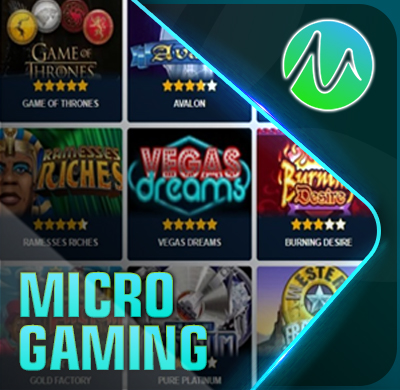 GAME OF
THRONES
Avalon
GAME OF THRONES
AVALON
RAMESSES
RICHES
VEGAS
dreams
Burning
Desire
RAMESSES RICHES
VEGAS DREAMS
BURNING DESIRE
WESTERN
MICRO
GAMING
GOLD FACTORY
PURE PLATINUM